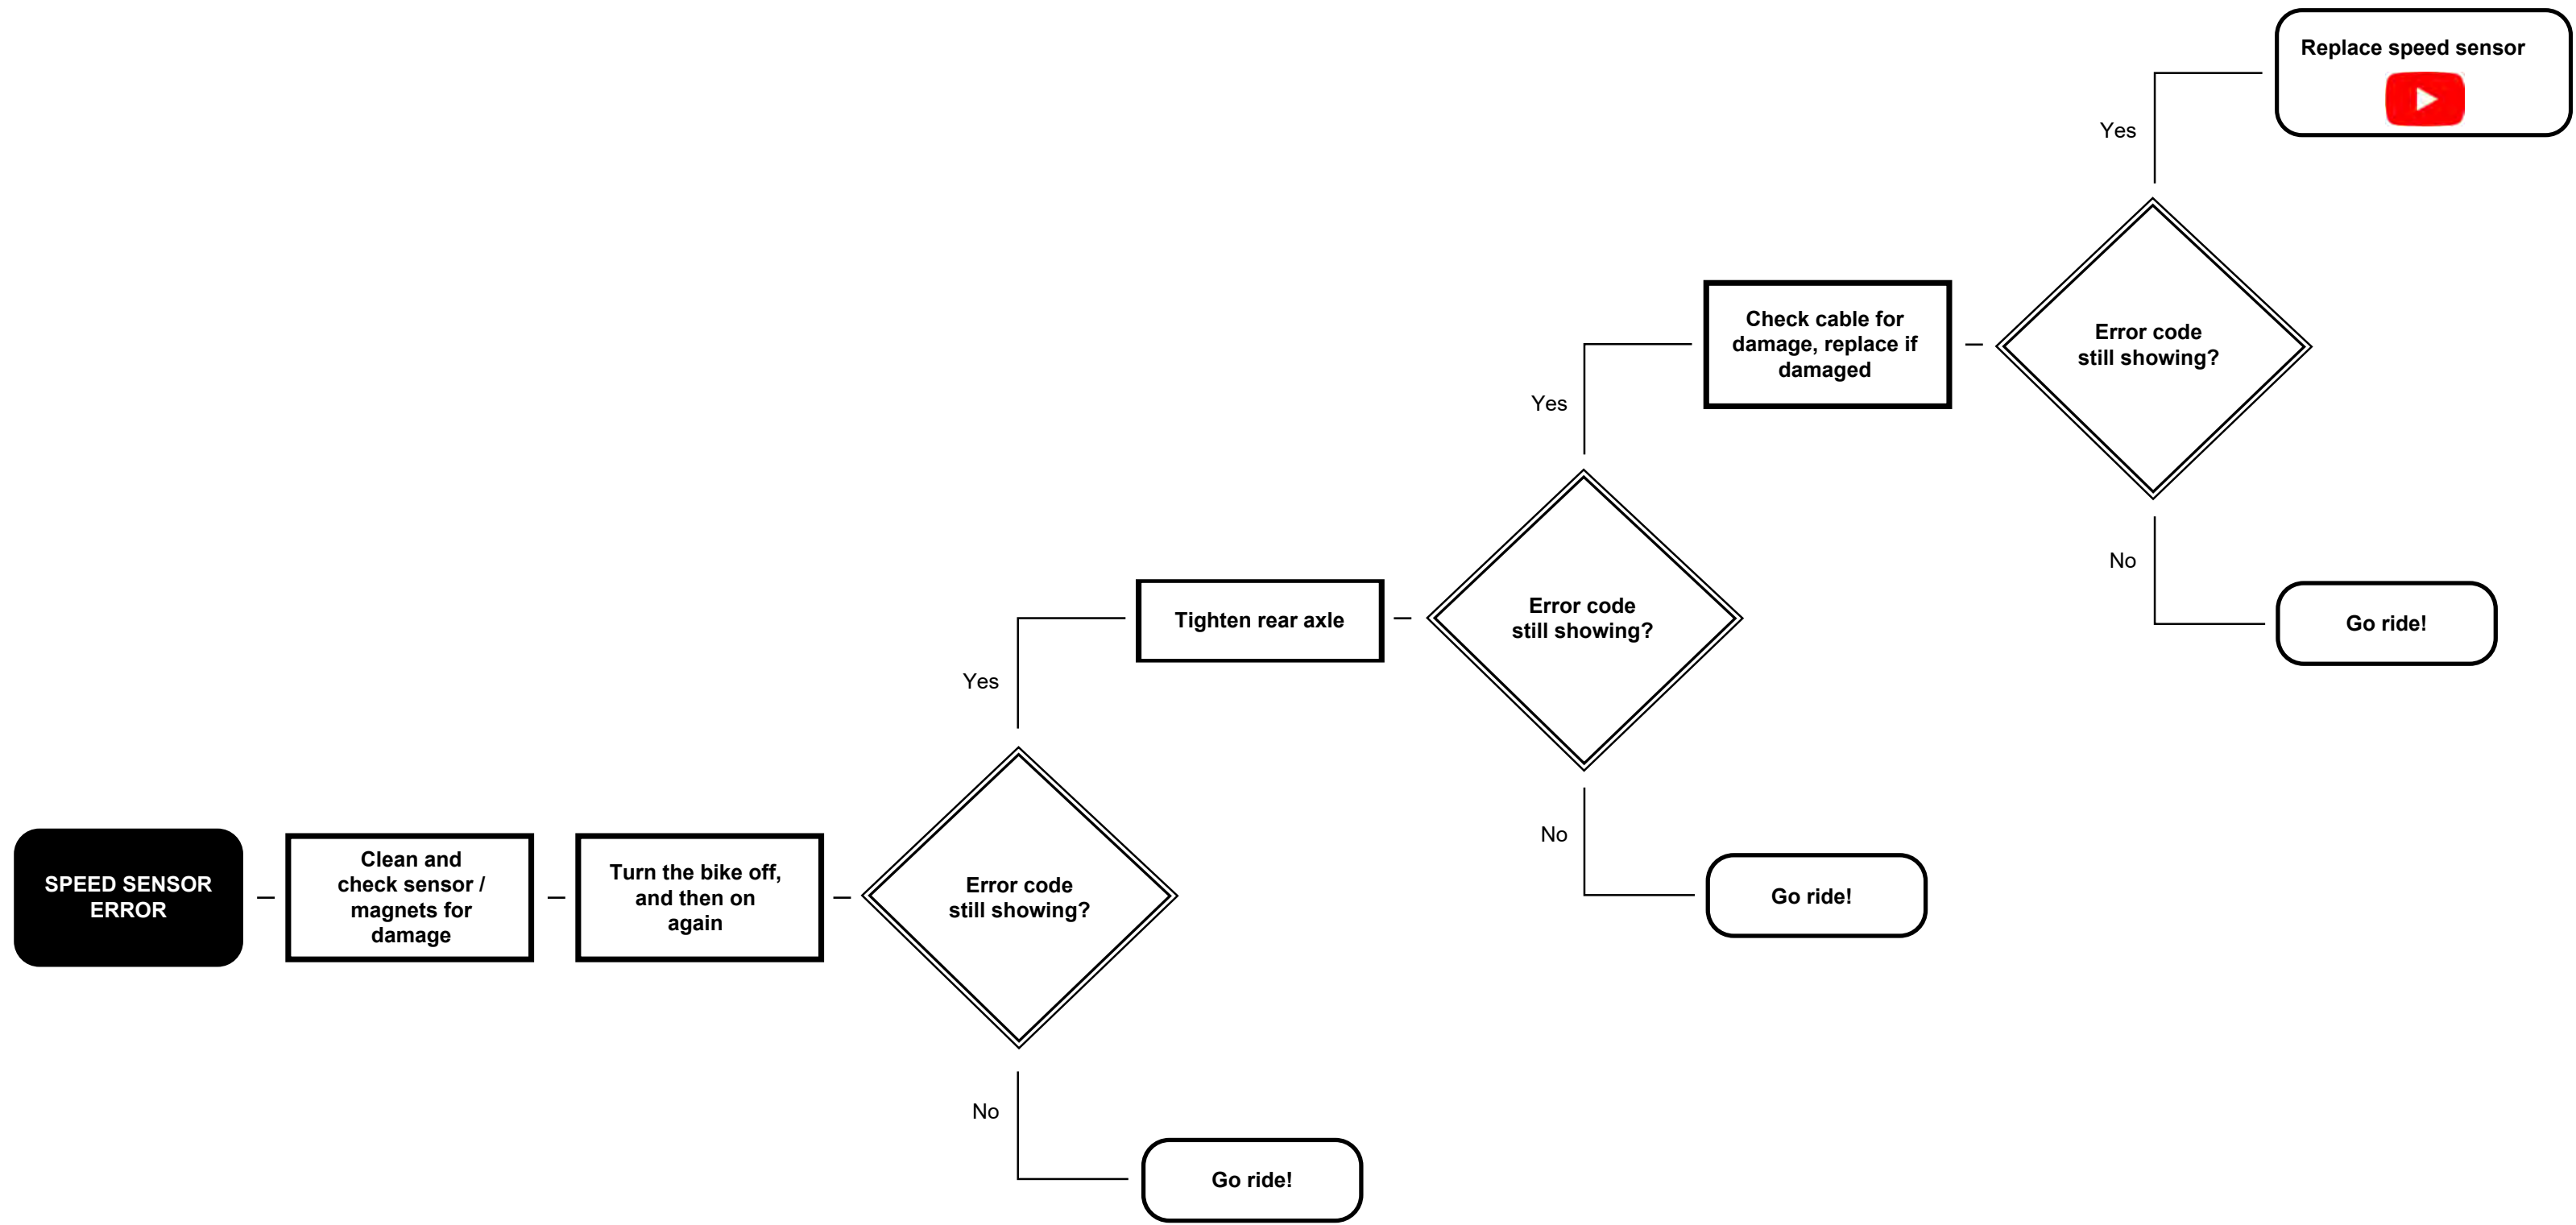 SPEED SENSOR
ERROR
Clean and
check sensor /
magnets for
damage
Turn the bike off,
and then on
again
Error code
still showing?
Yes
No
Go ride!
Tighten rear axle
Error code
still showing?
Yes
No
Go ride!
Check cable for
damage, replace if
damaged
Error code
still showing?
Yes
No
Go ride!
Replace speed sensor